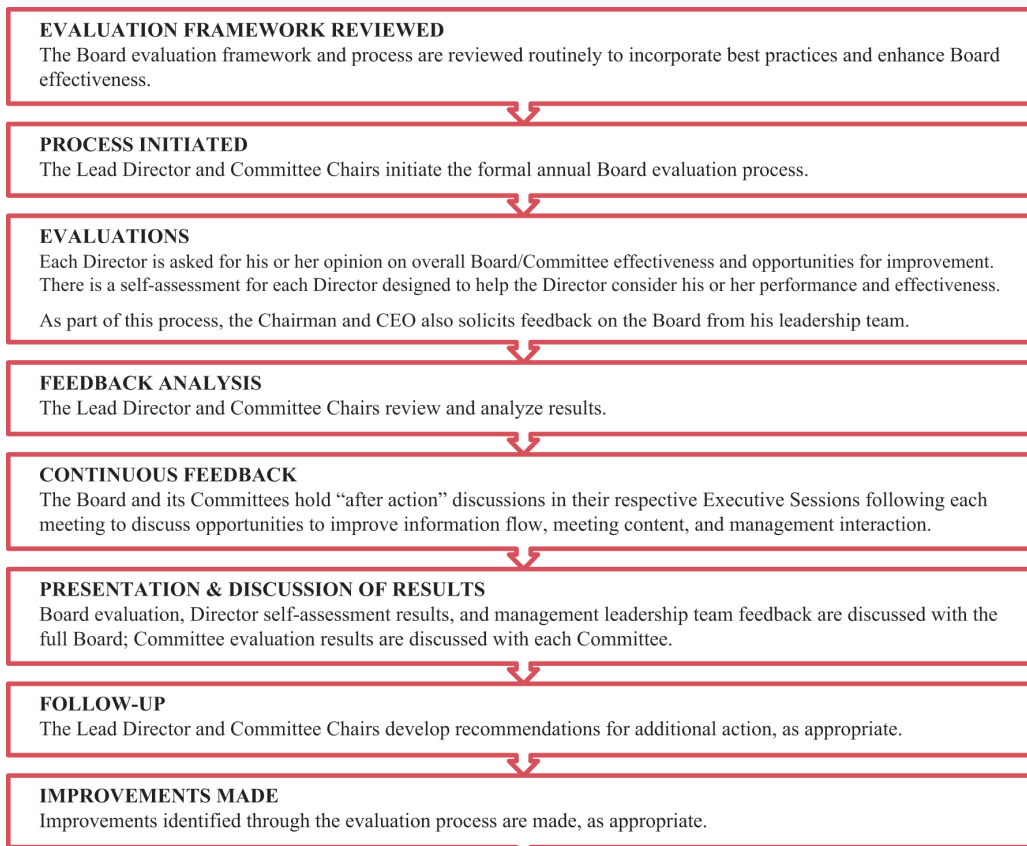 EVALUATION FRAMEWORK REVIEWED
The Board evaluation framework and process are reviewed routinely to incorporate best practices and enhance Board
effectiveness.
PROCESS INITIATED
The Lead Director and Committee Chairs initiate the formal annual Board evaluation process.
EVALUATIONS
Each Director is asked for his or her opinion on overall Board/Committee effectiveness and opportunities for improvement.
There is a self-assessment for each Director designed to help the Director consider his or her performance and effectiveness.
As part of this process, the Chairman and CEO also solicits feedback on the Board from his leadership team.
FEEDBACK ANALYSIS
The Lead Director and Committee Chairs review and analyze results.
CONTINUOUS FEEDBACK
The Board and its Committees hold “after action” discussions in their respective Executive Sessions following each
meeting to discuss opportunities to improve information flow, meeting content, and management interaction.
PRESENTATION & DISCUSSION OF RESULTS
Board evaluation, Director self-assessment results, and management leadership team feedback are discussed with the
full Board; Committee evaluation results are discussed with each Committee.
FOLLOW-UP
The Lead Director and Committee Chairs develop recommendations for additional action, as appropriate.
IMPROVEMENTS MADE
Improvements identified through the evaluation process are made, as appropriate.